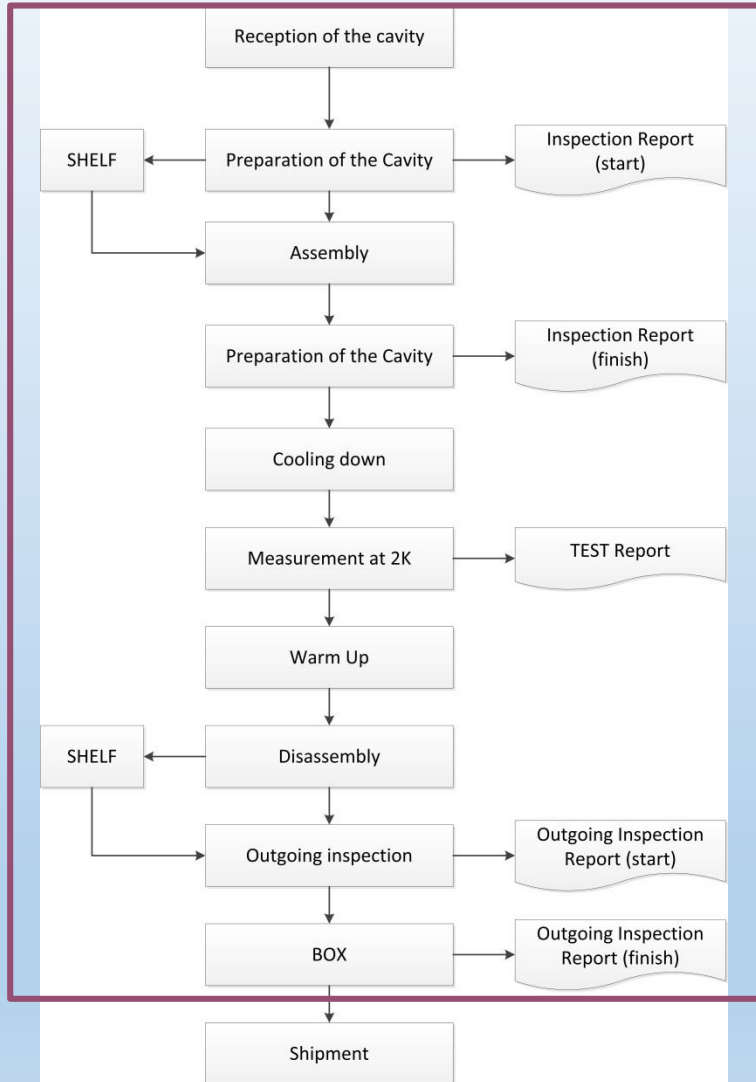 Reception of the cavity
SHELF
Preparation of the Cavity
Inspection Report
(start)
Assembly
Preparation of the Cavity
Inspection Report
(finish)
Cooling down
Measurement at 2K
TEST Report
Warm Up
SHELF
Disassembly
Outgoing inspection
Outgoing Inspection
Report (start)
BOX
Outgoing Inspection
Report (finish)
Shipment